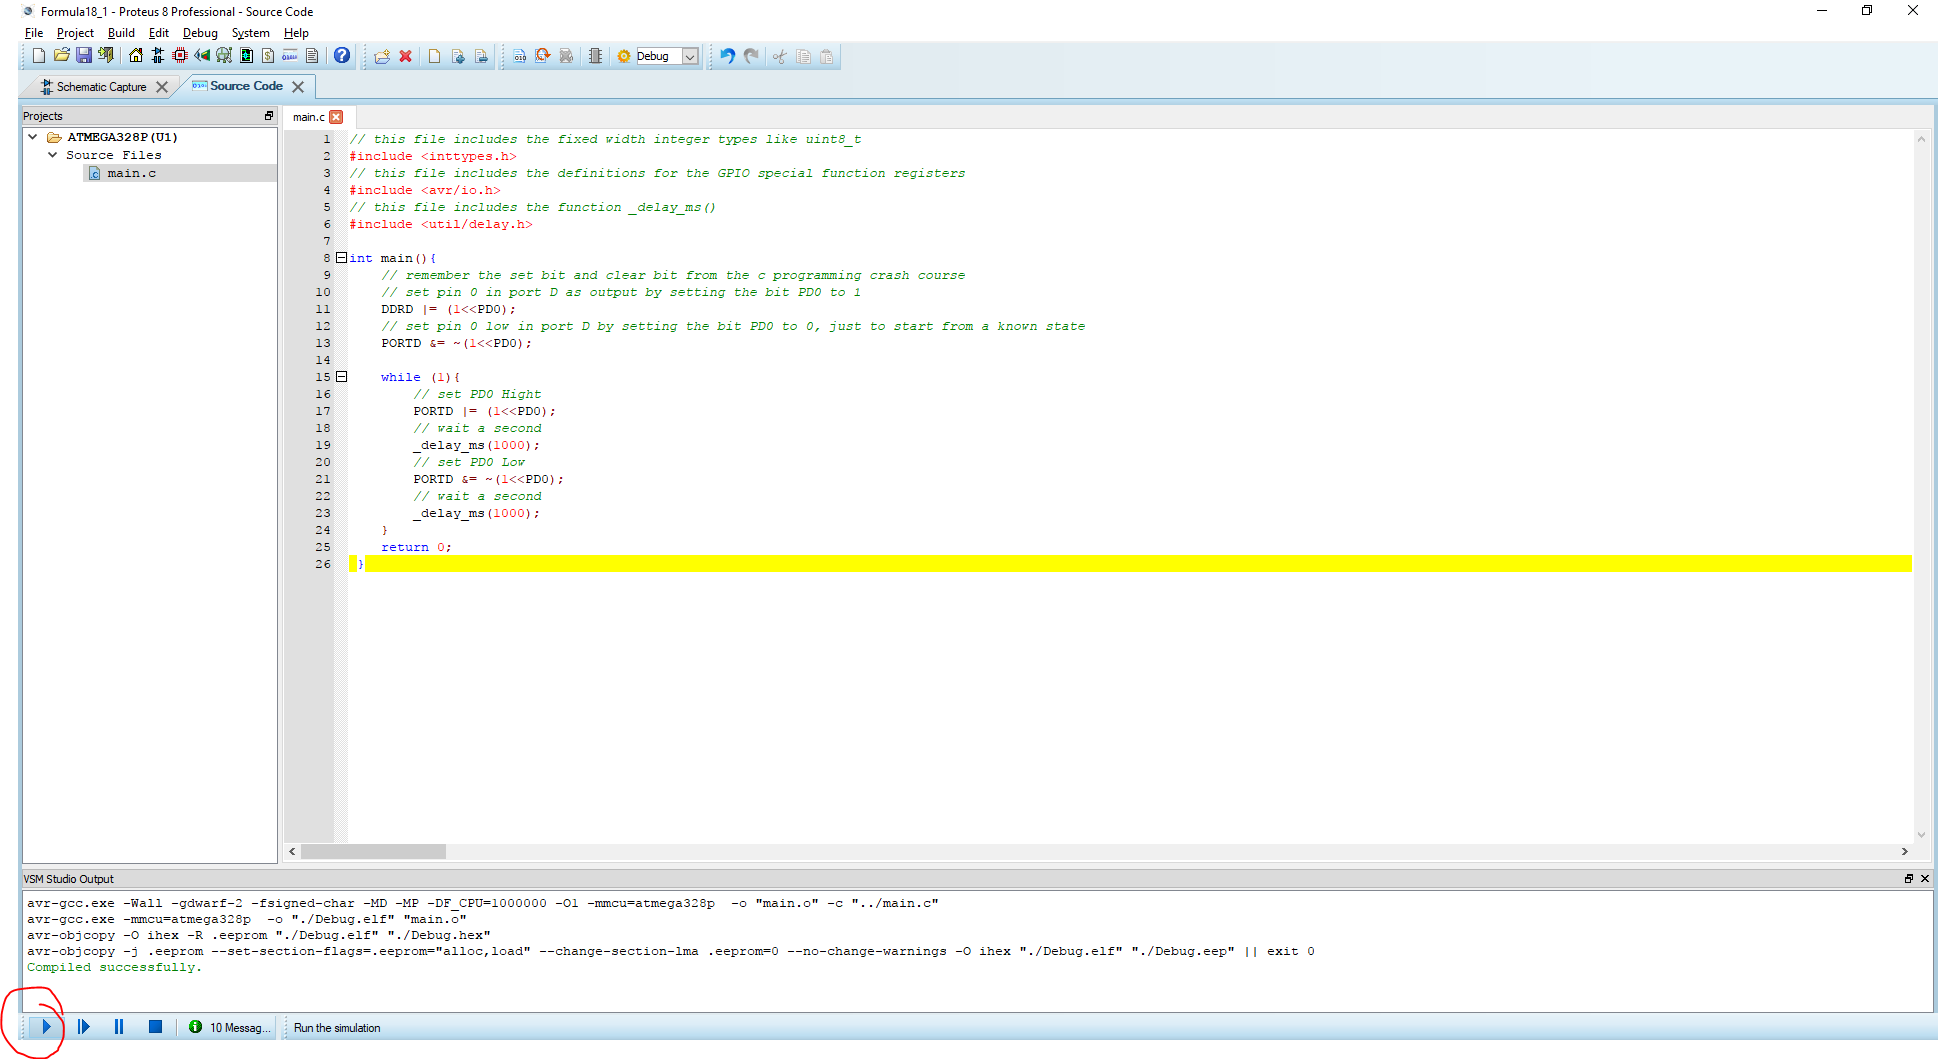 Formula18_1 - Proteus 8 Professional - Source Code
File Project Build Edit Debug System Help
Debug
Schematic Capture
Source Code
Projects
main.c
ATMEGA328P(U1)
Source Files
main.c
1 // this file includes the fixed width integer types like uint8_t
2 #include <inttypes.h>
3 // this file includes the definitions for the GPIO special function registers
4 #include <avr/io.h>
5 // this file includes the function _delay_ms()
6 #include <util/delay.h>
7
8 int main(){
9 // remember the set bit and clear bit from the c programming crash course
10 // set pin 0 in port D as output by setting the bit PD0 to 1
11 DDRD |= (1<<PD0);
12 // set pin 0 low in port D by setting the bit PD0 to 0, just to start from a known state
13 PORTD &= ~(1<<PD0);
14
15 while (1){
16 // set PD0 Hight
17 PORTD |= (1<<PD0);
18 // wait a second
19 _delay_ms(1000);
20 // set PD0 Low
21 PORTD &= ~(1<<PD0);
22 // wait a second
23 _delay_ms(1000);
24 }
25 return 0;
26 }
VSM Studio Output
avr-gcc.exe -Wall -gdwarf-2 -fsigned-char -MD -MP -DF_CPU=1000000 -O1 -mmcu=atmega328p -o "main.o" -c "../main.c"
avr-gcc.exe -mmcu=atmega328p -o "./Debug.elf" "main.o"
avr-objcopy -O ihex -R .eeprom "./Debug.elf" "./Debug.hex"
avr-objcopy -j .eeprom --set-section-flags=.eeprom="alloc,load" --change-section-lma .eeprom=0 --no-change-warnings -O ihex "./Debug.elf" "./Debug.eep" || exit 0
Compiled successfully.
10 Messag...
Run the simulation